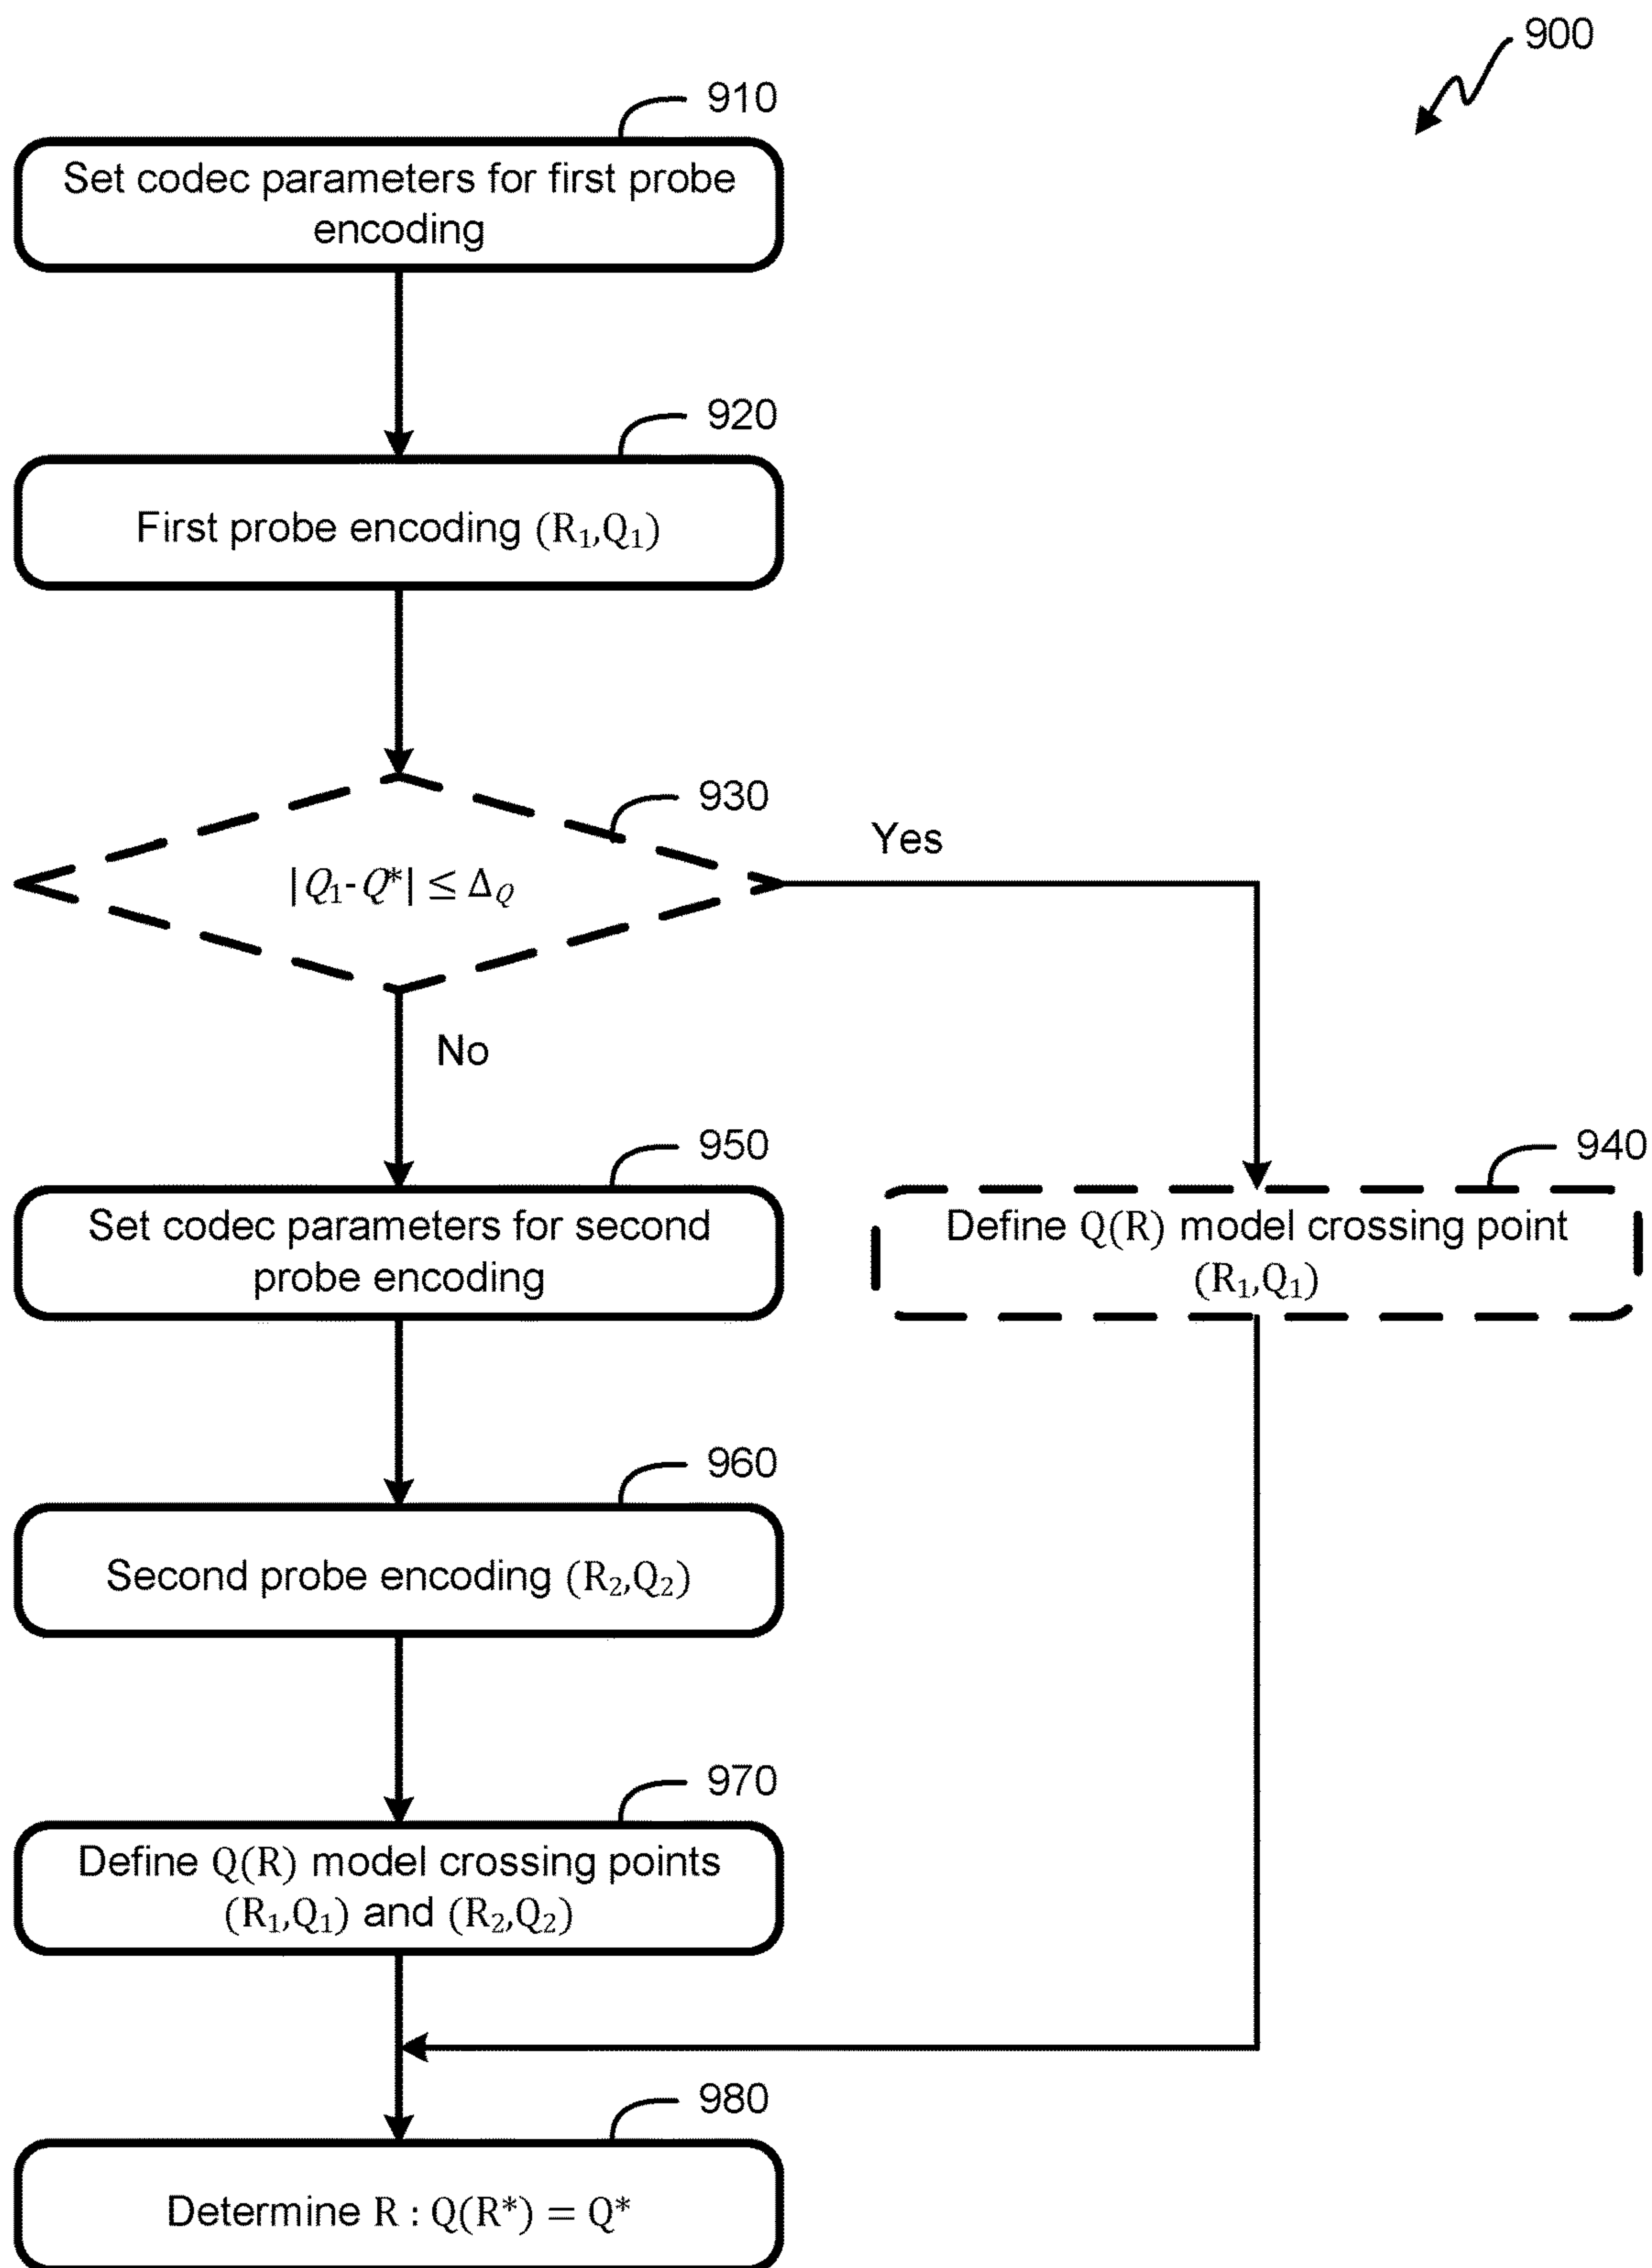 900
910
Set codec parameters for first probe
encoding
920
First probe encoding (R₁,Q₁)
930
|Q₁-Q*| ≤ Δ_Q
Yes
No
950
Set codec parameters for second
probe encoding
940
Define Q(R) model crossing point
(R₁,Q₁)
960
Second probe encoding (R₂,Q₂)
970
Define Q(R) model crossing points
(R₁,Q₁) and (R₂,Q₂)
980
Determine R : Q(R*) = Q*